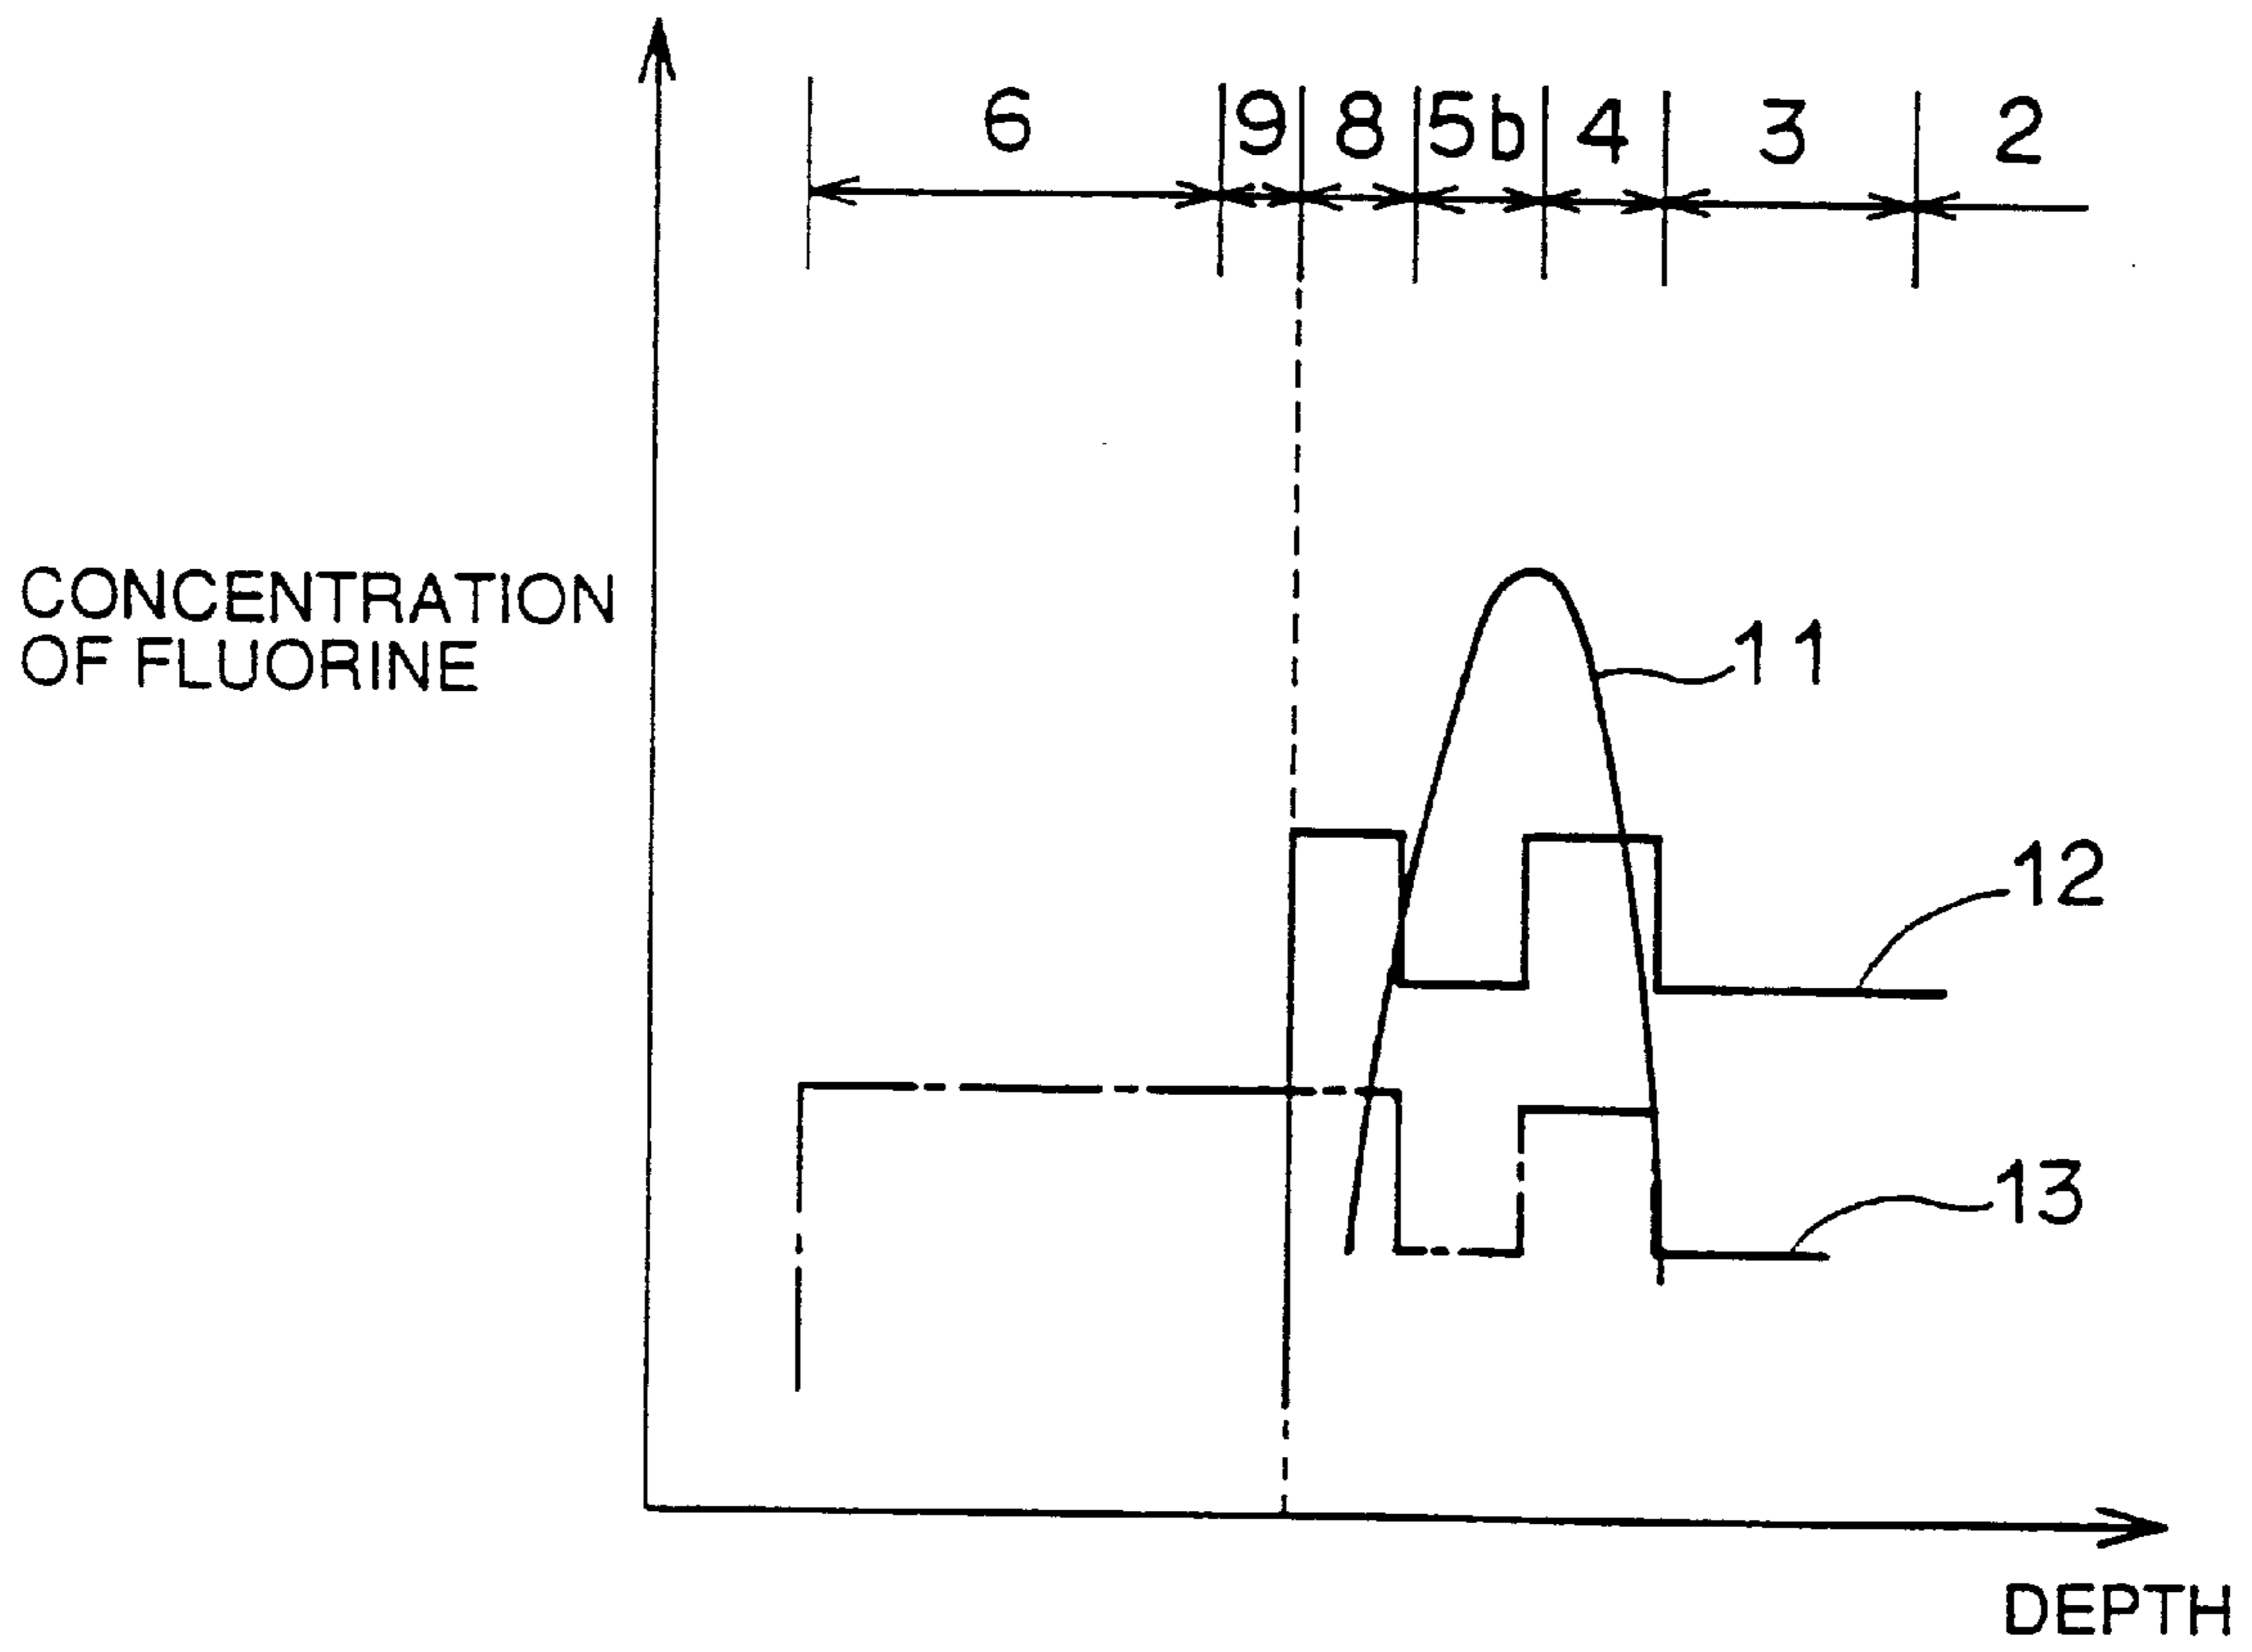 6 9 8 5b 4 3 2
CONCENTRATION
OF FLUORINE
11
12
13
DEPTH